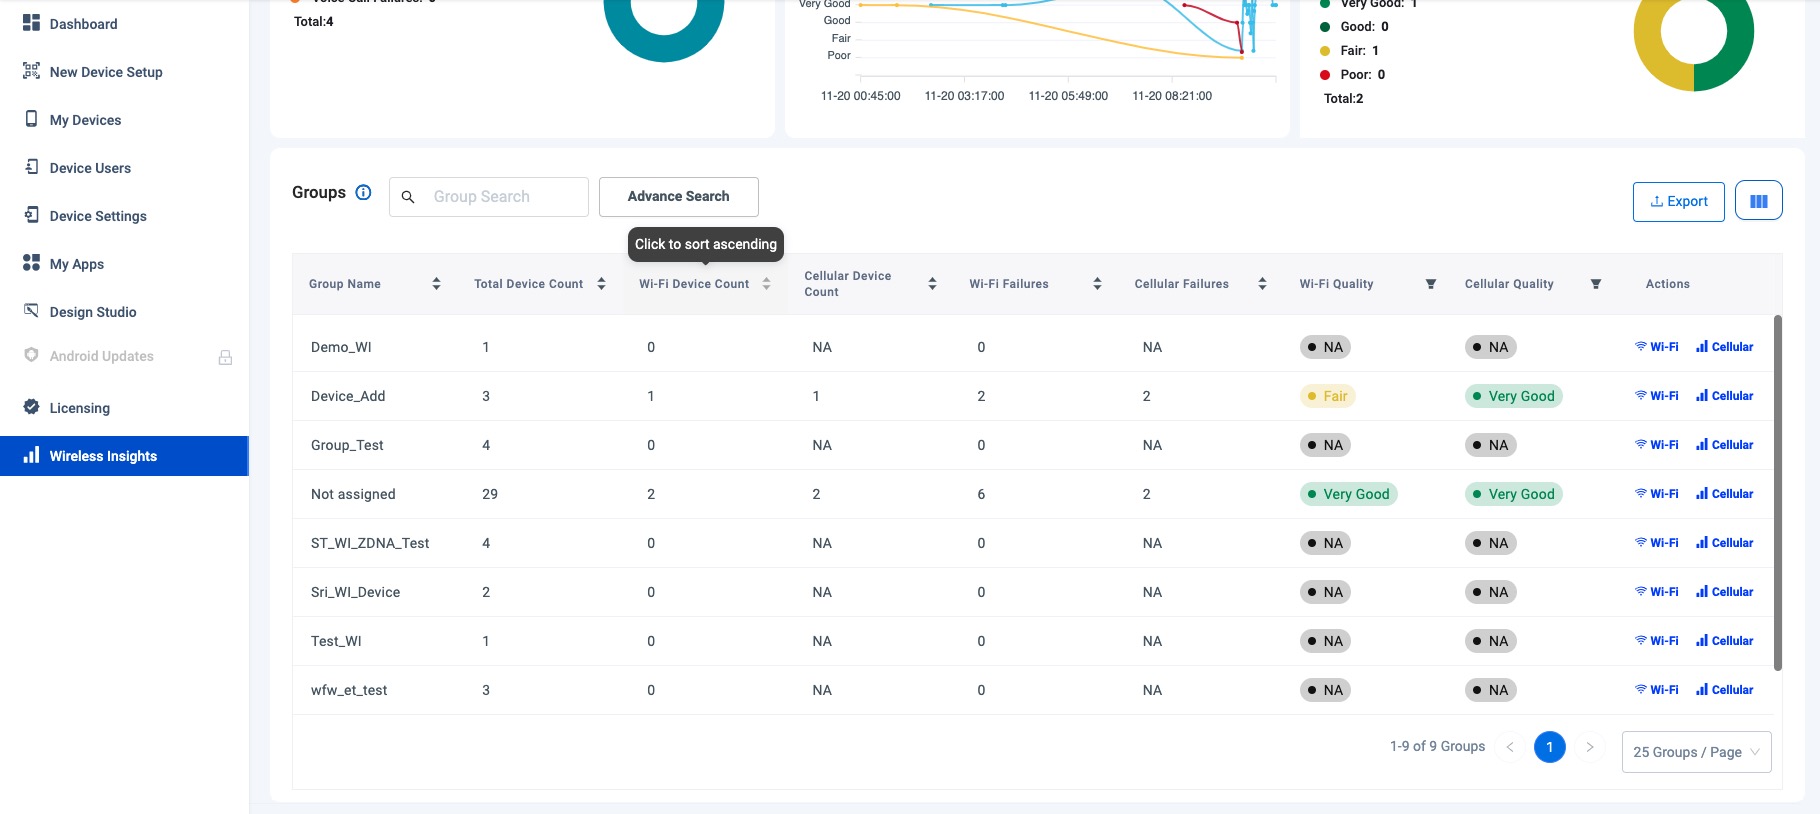 Dashboard
New Device Setup
My Devices
Device Users
Device Settings
My Apps
Design Studio
Android Updates
Licensing
Wireless Insights
Total:4
Very Good
Good
Fair
Poor
11-20 00:45:00 11-20 03:17:00 11-20 05:49:00 11-20 08:21:00
Very Good: 1
Good: 0
Fair: 1
Poor: 0
Total:2
Groups Group Search Advance Search Export
Click to sort ascending
Group Name Total Device Count Wi-Fi Device Count Cellular Device Count Wi-Fi Failures Cellular Failures Wi-Fi Quality Cellular Quality Actions
Demo_WI 1 0 NA 0 NA NA NA Wi-Fi Cellular
Device_Add 3 1 1 2 2 Fair Very Good Wi-Fi Cellular
Group_Test 4 0 NA 0 NA NA NA Wi-Fi Cellular
Not assigned 29 2 2 6 2 Very Good Very Good Wi-Fi Cellular
ST_WI_ZDNA_Test 4 0 NA 0 NA NA NA Wi-Fi Cellular
Sri_WI_Device 2 0 NA 0 NA NA NA Wi-Fi Cellular
Test_WI 1 0 NA 0 NA NA NA Wi-Fi Cellular
wfw_et_test 3 0 NA 0 NA NA NA Wi-Fi Cellular
1-9 of 9 Groups < 1 > 25 Groups / Page